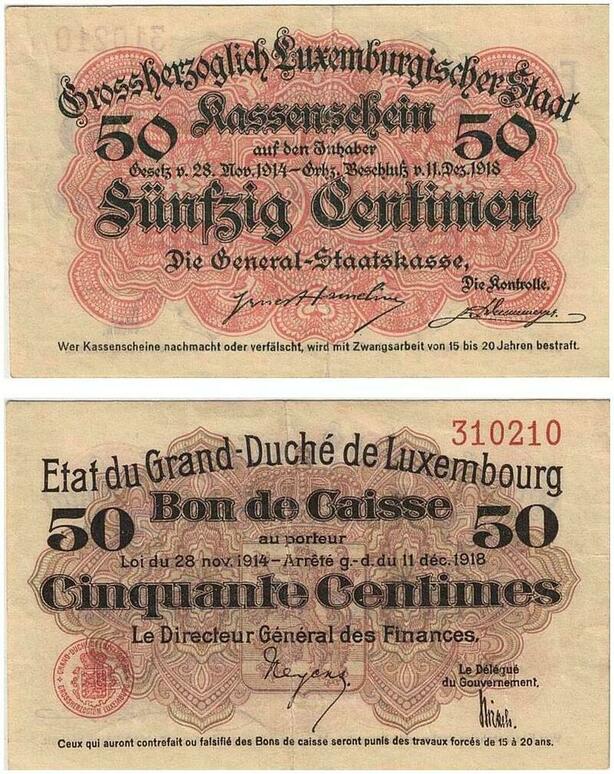 Grossherzoglich Luxemburgischer Staat
50 Kassenschein 50
auf den Inhaber
Gesetz v. 28. Nov. 1914 – Grhz. Beschluß v. 11. Dez. 1918
Fünfzig Centimen
Die General-Staatskasse,
Die Kontrolle.
Wer Kassenscheine nachmacht oder verfälscht, wird mit Zwangsarbeit von 15 bis 20 Jahren bestraft.
310210
Etat du Grand-Duché de Luxembourg
50 Bon de Caisse 50
au porteur
Loi du 28 nov. 1914 – Arrêté g.-d. du 11 déc. 1918
Cinquante Centimes
Le Directeur Général des Finances,
Neyens
Le Délégué
du Gouvernement,
Ceux qui auront contrefait ou falsifié des Bons de caisse seront punis des travaux forcés de 15 à 20 ans.